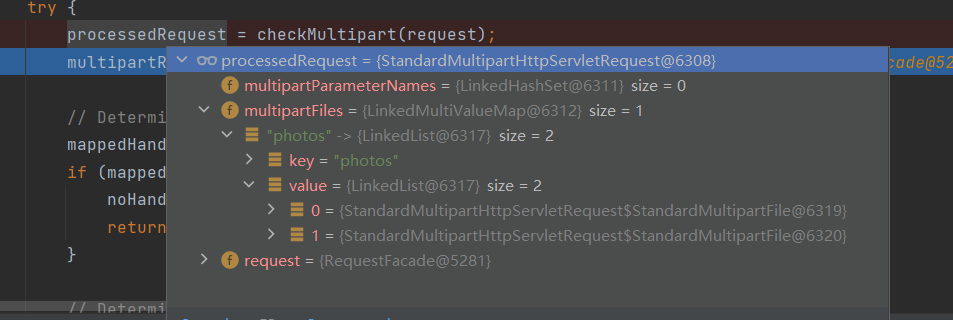 try {
processedRequest = checkMultipart(request);
multipartR cade@52
processedRequest = {StandardMultipartHttpServletRequest@6308}
f multipartParameterNames = {LinkedHashSet@6311} size = 0
// Determi f multipartFiles = {LinkedMultiValueMap@6312} size = 1
mappedHand "photos" -> {LinkedList@6317} size = 2
if (mapped key = "photos"
noHand value = {LinkedList@6317} size = 2
return 0 = {StandardMultipartHttpServletRequest$StandardMultipartFile@6319}
} 1 = {StandardMultipartHttpServletRequest$StandardMultipartFile@6320}
f request = {RequestFacade@5281}
// Determi